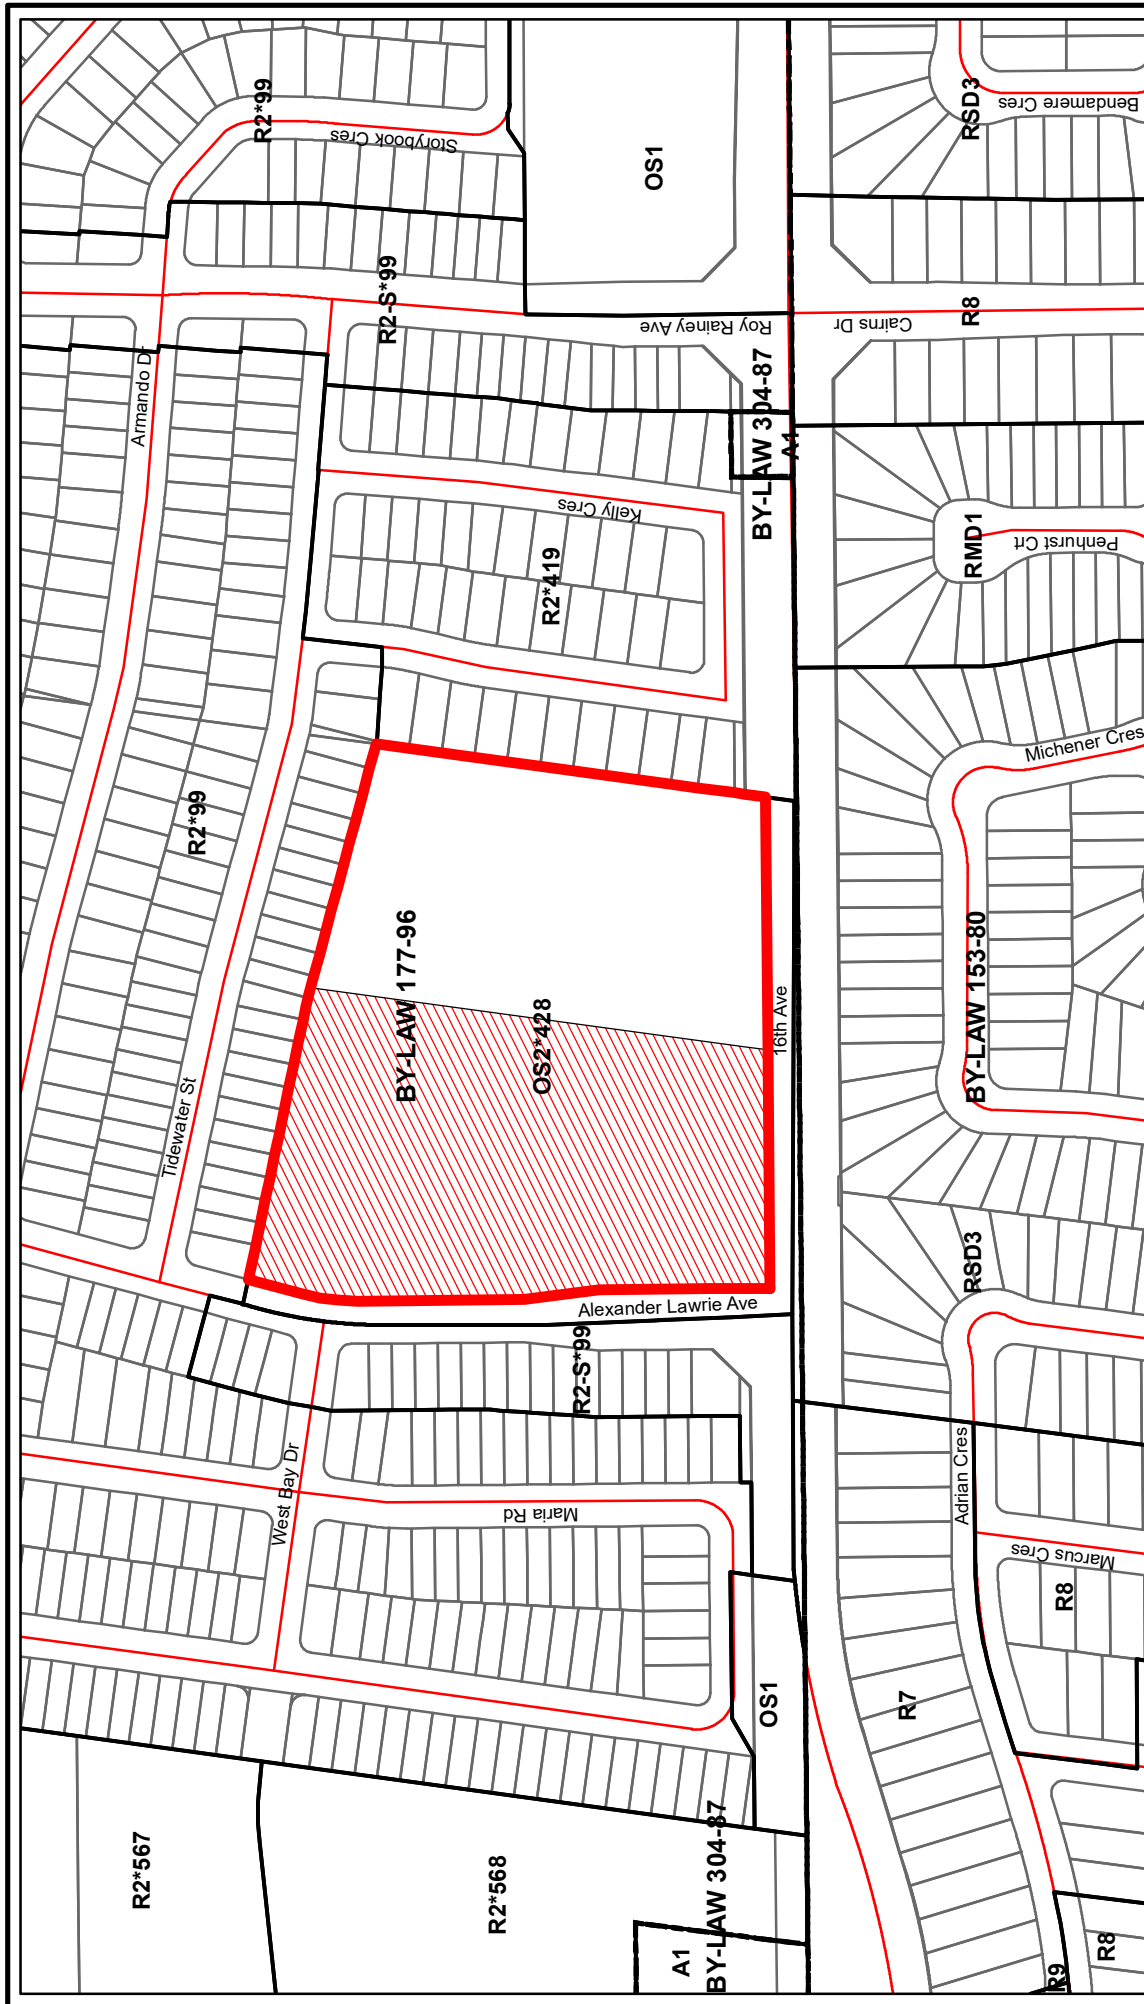 R2*99
Storybook Cres
OS1
RSD3
Bendamere Cres
R2-S*99
Roy Rainey Ave
Cairns Dr
R8
Armando Dr
BY-LAW 304-87
A1
Kelly Cres
R2*419
RMD1
Penhurst Crt
Michener Cres
R2*99
BY-LAW 177-96
OS2*428
16th Ave
BY-LAW 153-80
Tidewater St
RSD3
Alexander Lawrie Ave
R2-S*99
West Bay Dr
Maria Rd
Adrian Cres
Marcus Cres
R8
OS1
R7
R2*567
R2*568
BY-LAW 304-87
A1
R9
R8